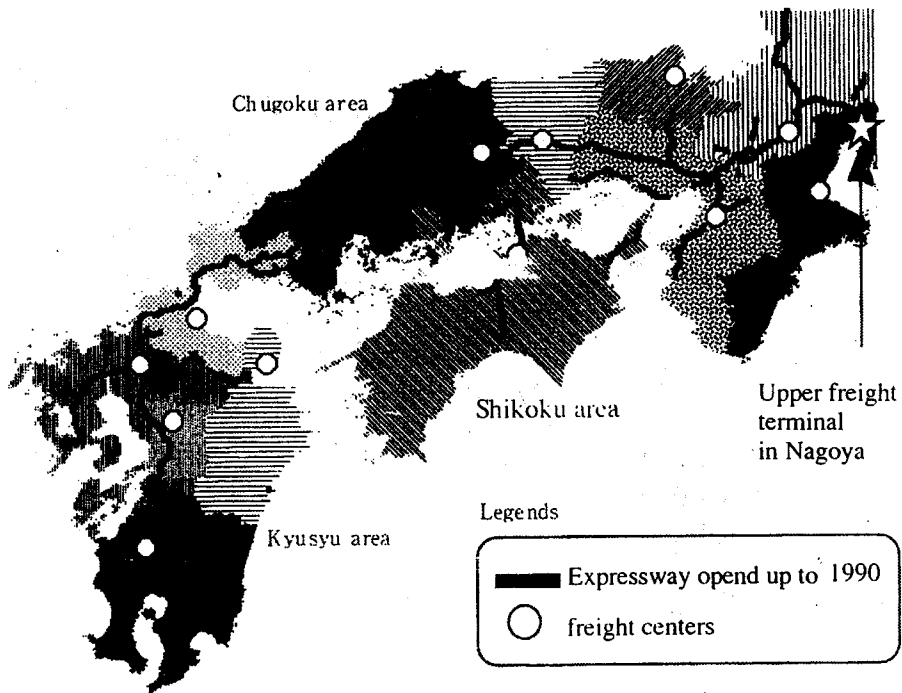 Chugoku area
Shikoku area
Upper freight
terminal
in Nagoya
Kyusyu area
Legends
Expressway opend up to 1990
freight centers